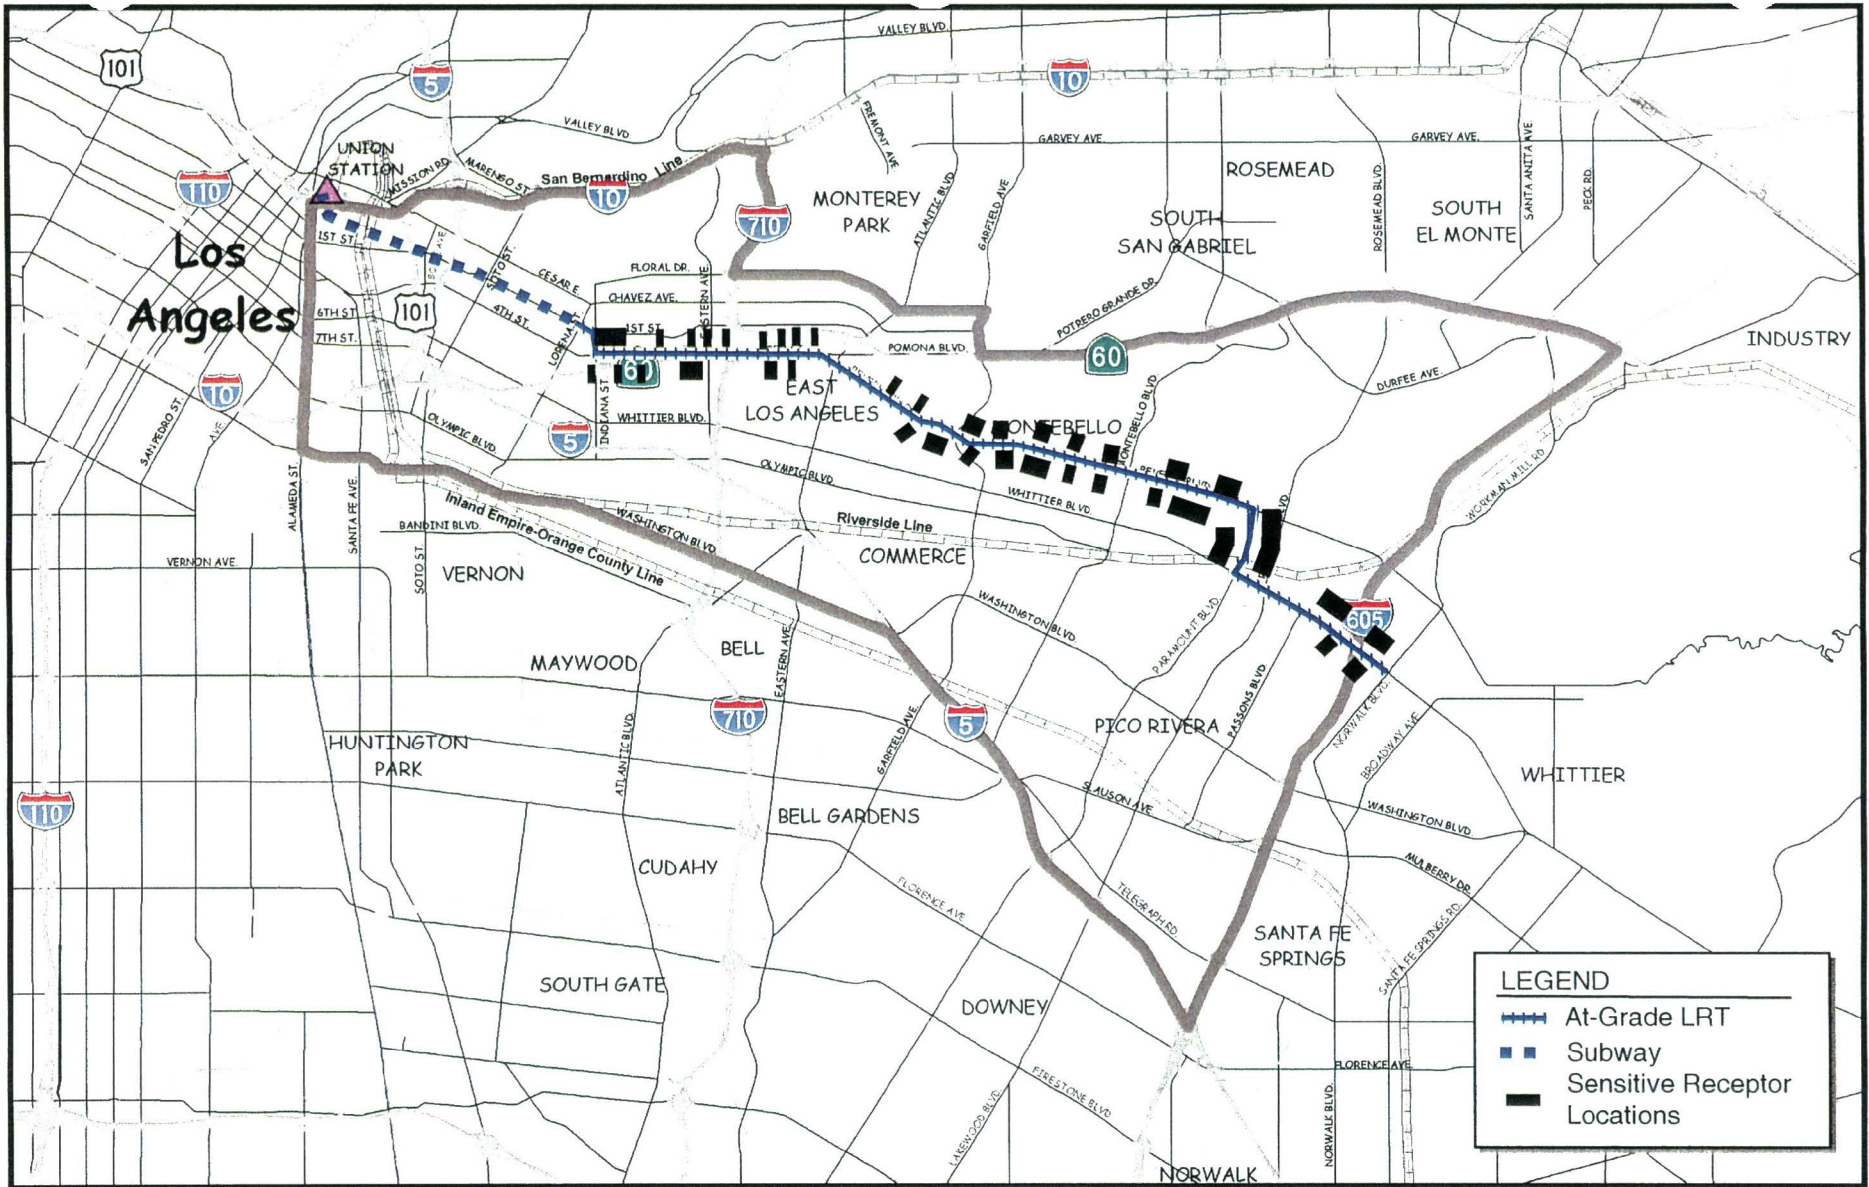 VALLEY BLVD.
101
5
10
VALLEY BLVD
FREMONT AVE
GARVEY AVE.
GARVEY AVE.
SANTA ANITA AVE.
PECK RD.
UNION
STATION
MISSION RD
MARENGO ST.
San Bernardino Line
10
110
ROSEMEAD
ROSEMEAD BLVD.
MONTEREY
PARK
ATLANTIC BLVD
GARFIELD AVE
710
SOUTH
SAN GABRIEL
SOUTH
EL MONTE
Los
Angeles
1ST ST.
SOTO ST.
CESAR E.
FLORAL DR.
CHAVEZ AVE.
EASTERN AVE.
6TH ST.
101
4TH ST.
1ST ST.
POTRERO GRANDE DR.
7TH ST.
LORENA ST.
POMONA BLVD.
60
INDUSTRY
60
EAST
LOS ANGELES
DURFEE AVE.
10
SAN PEDRO ST.
AVE
INDIANA ST.
WHITTIER BLVD.
MONTEBELLO
MONTEBELLO BLVD
OLYMPIC BLVD.
5
OLYMPIC BLVD.
WHITTIER BLVD.
WORKMAN MILL RD
ALAMEDA ST.
SANTA FE AVE.
Inland Empire-Orange County Line
WASHINGTON BLVD.
BANDINI BLVD.
Riverside Line
COMMERCE
VERNON AVE.
SOTO ST.
VERNON
WASHINGTON BLVD.
PARAMOUNT BLVD.
605
MAYWOOD
BELL
EASTERN AVE.
PASSONS BLVD.
NORWALK BLVD.
BROADWAY AVE
710
5
PICO RIVERA
HUNTINGTON
PARK
ATLANTIC BLVD.
GARFIELD AVE.
WHITTIER
110
BELL GARDENS
SLAUSON AVE
WASHINGTON BLVD
CUDAHY
MULBERRY DR.
FLORENCE AVE
TELEGRAPH RD.
SANTA FE
SPRINGS
SANTA FE SPRINGS RD.
SOUTH GATE
DOWNEY
FLORENCE AVE
FIRESTONE BLVD
LAKEWOOD BLVD.
NORWALK BLVD.
NORWALK
LEGEND
At-Grade LRT
Subway
Sensitive Receptor
Locations